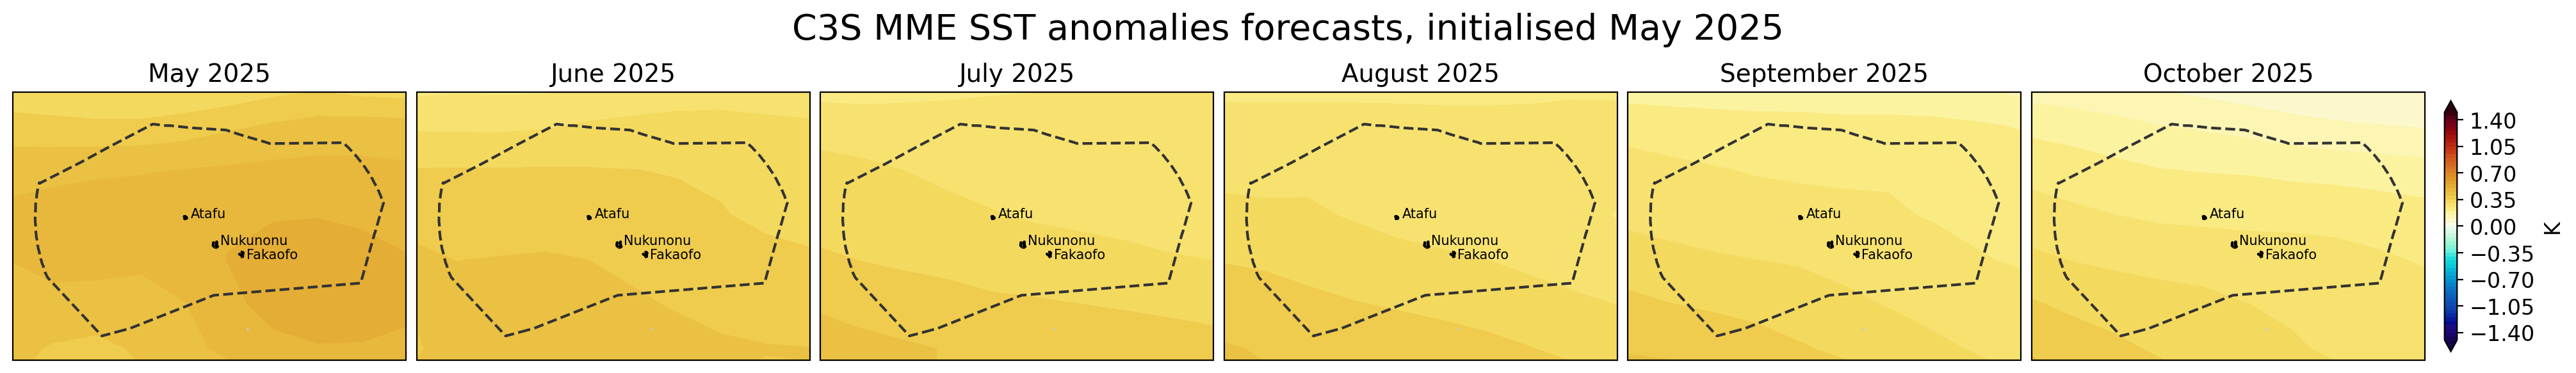 C3S MME SST anomalies forecasts, initialised May 2025
May 2025
June 2025
July 2025
August 2025
September 2025
October 2025
Atafu
Nukunonu
Fakaofo
Atafu
Nukunonu
Fakaofo
Atafu
Nukunonu
Fakaofo
Atafu
Nukunonu
Fakaofo
Atafu
Nukunonu
Fakaofo
Atafu
Nukunonu
Fakaofo
1.40
1.05
0.70
0.35
0.00
−0.35
−0.70
−1.05
−1.40
K